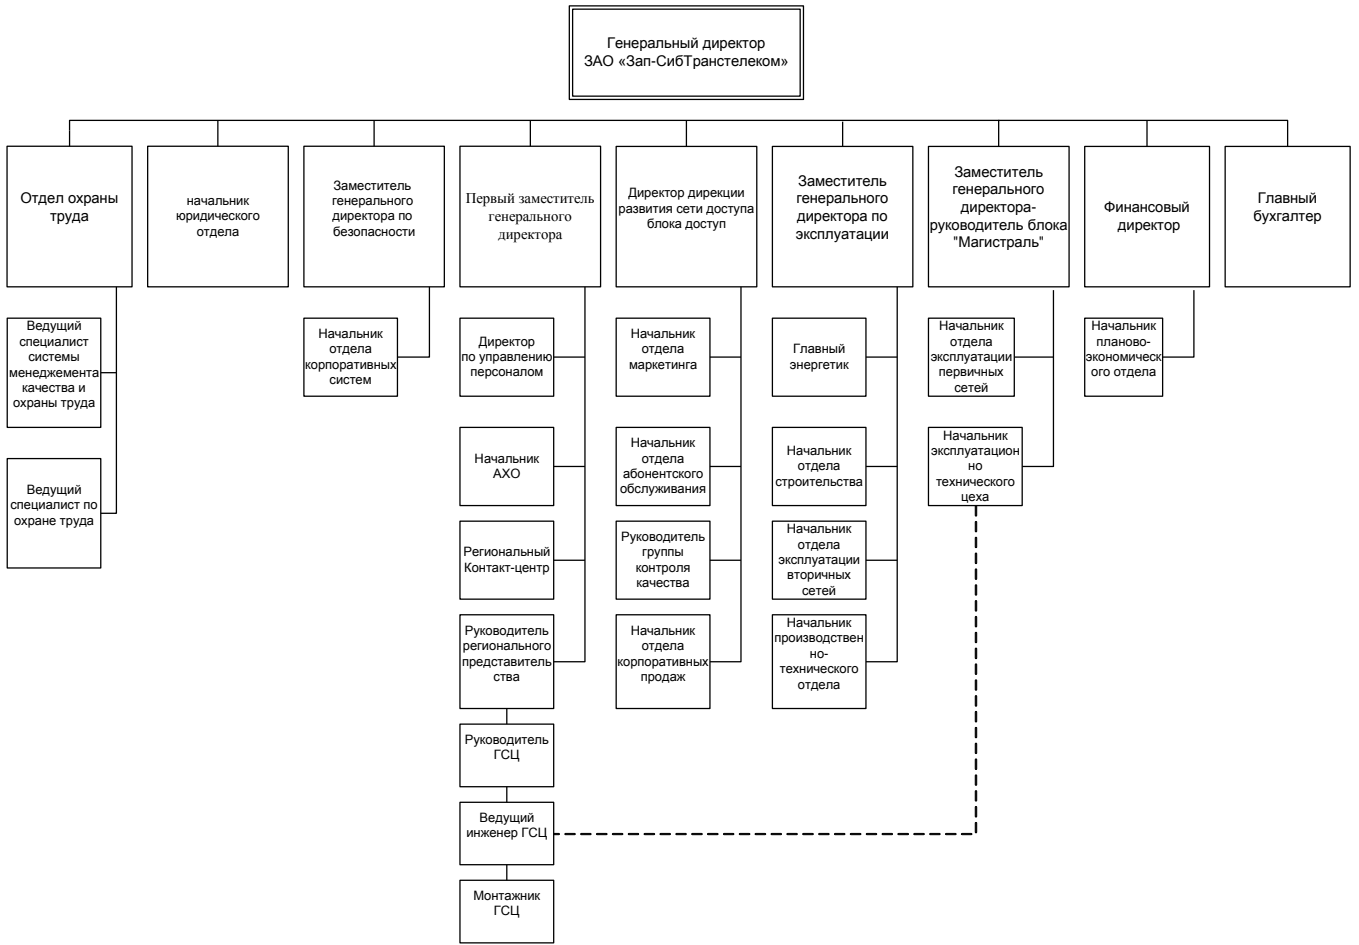 Генеральный директор
ЗАО «Зап-СибТранстелеком»
Отдел охраны
труда
начальник
юридического
отдела
Заместитель
генерального
директора по
безопасности
Первый заместитель
генерального
директора
Директор дирекции
развития сети доступа
блока доступ
Заместитель
генерального
директора по
эксплуатации
Заместитель
генерального
директора-
руководитель блока
"Магистраль"
Финансовый
директор
Главный
бухгалтер
Ведущий
специалист
системы
менеджемента
качества и
охраны труда
Ведущий
специалист по
охране труда
Начальник
отдела
корпоративных
систем
Директор
по управлению
персоналом
Начальник
АХО
Региональный
Контакт-центр
Руководитель
регионального
представитель
ства
Руководитель
ГСЦ
Ведущий
инженер ГСЦ
Монтажник
ГСЦ
Начальник
отдела
маркетинга
Начальник
отдела
абонентского
обслуживания
Руководитель
группы
контроля
качества
Начальник
отдела
корпоративных
продаж
Главный
энергетик
Начальник
отдела
строительства
Начальник
отдела
эксплуатации
вторичных
сетей
Начальник
производствен
но-
технического
отдела
Начальник
отдела
эксплуатации
первичных
сетей
Начальник
эксплуатацион
но
технического
цеха
Начальник
планово-
экономическ
ого отдела